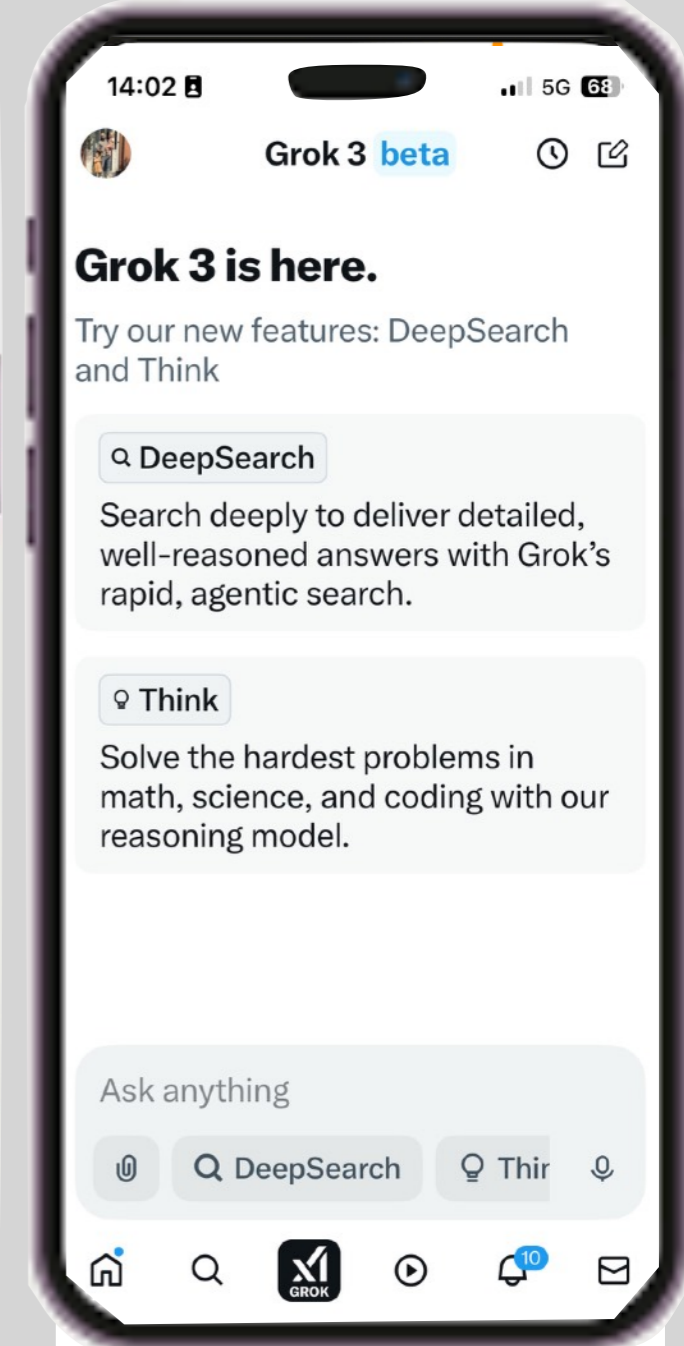 14:02
5G 68
Grok 3 beta
Grok 3 is here.
Try our new features: DeepSearch
and Think
DeepSearch
Search deeply to deliver detailed,
well-reasoned answers with Grok’s
rapid, agentic search.
Think
Solve the hardest problems in
math, science, and coding with our
reasoning model.
Ask anything
DeepSearch
Thin
10
GROK